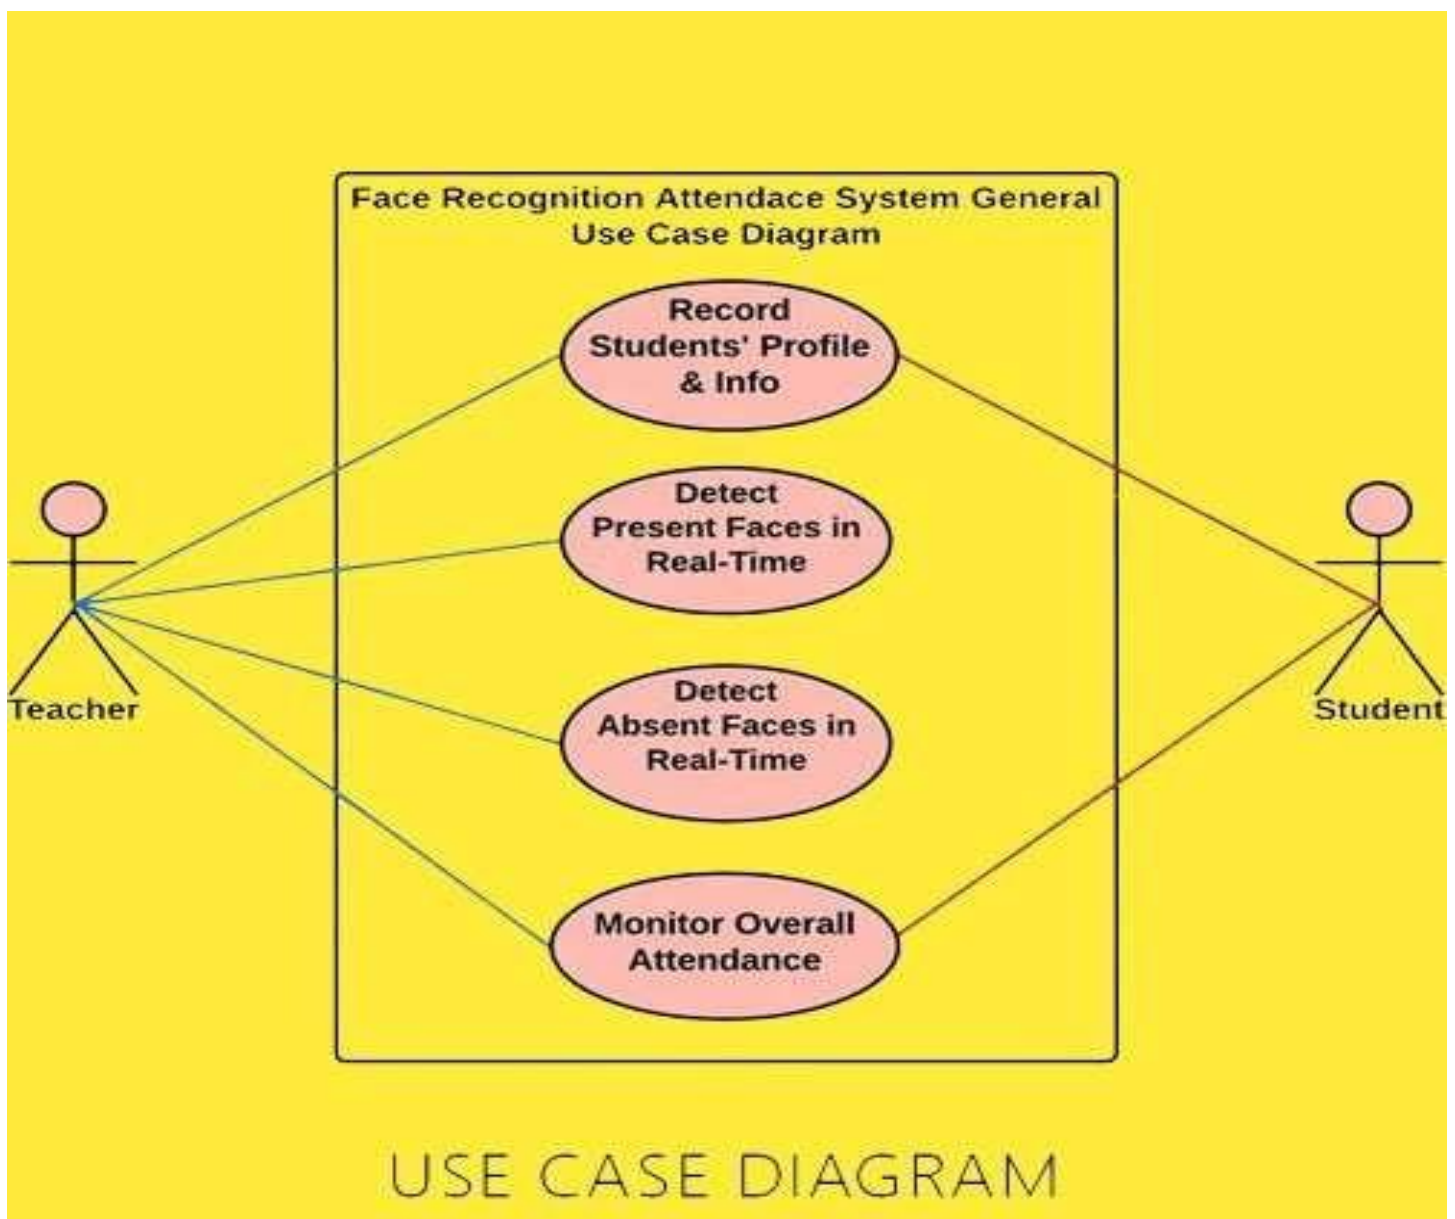 Face Recognition Attendace System General
Use Case Diagram
Record
Students' Profile
& Info
Detect
Present Faces in
Real-Time
Detect
Absent Faces in
Real-Time
Monitor Overall
Attendance
Teacher
Student
USE CASE DIAGRAM